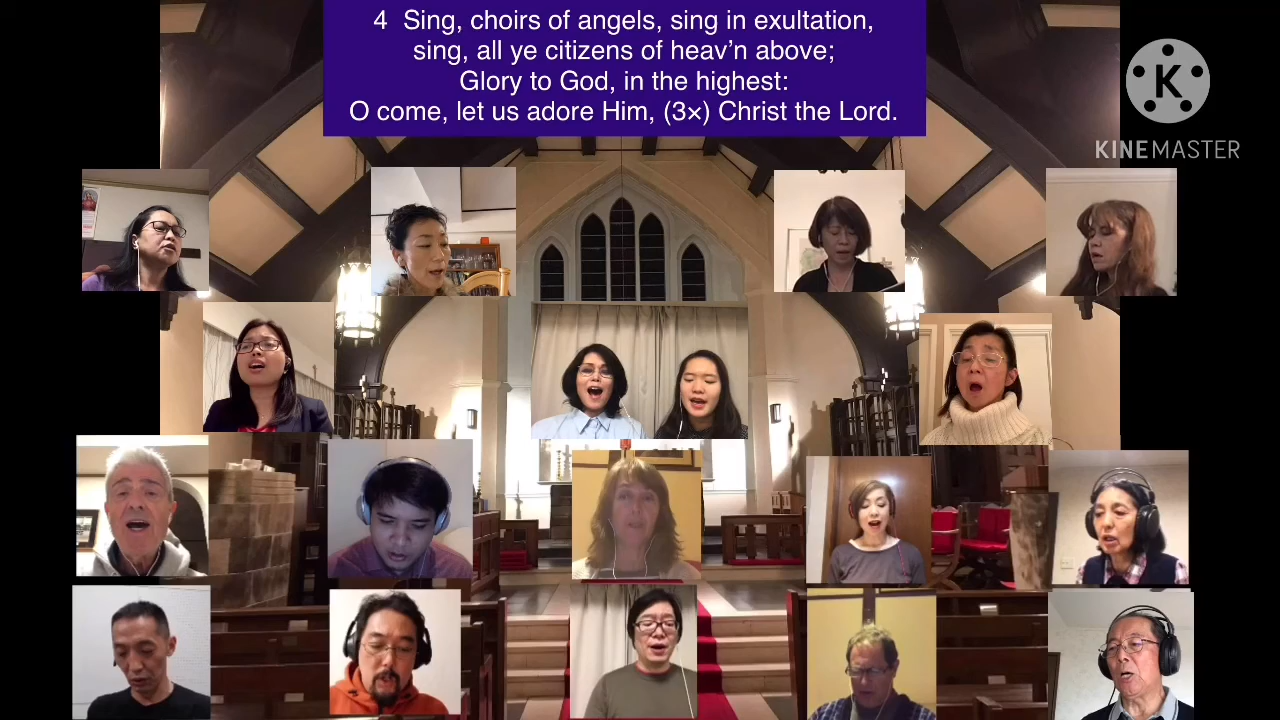 4 Sing, choirs of angels, sing in exultation,
sing, all ye citizens of heav’n above;
Glory to God, in the highest:
O come, let us adore Him, (3×) Christ the Lord.
K
KINEMASTER